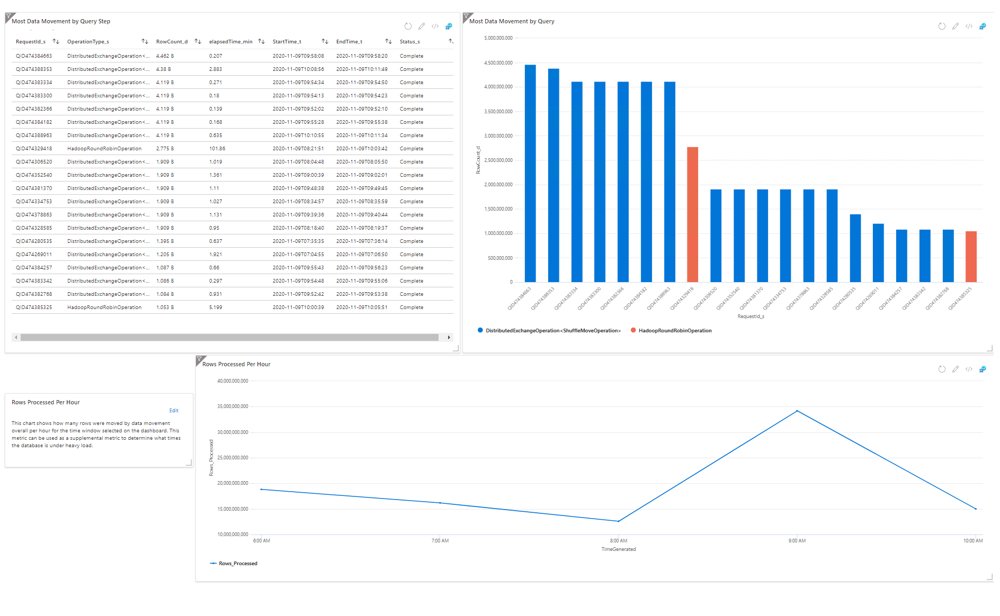 Most Data Movement by Query Step
RequestId_s OperationType_s RowCount_d elapsedTime_min StartTime_t EndTime_t Status_s
QID474384663 DistributedExchangeOperation<... 4.462 B 0.207 2020-11-09T09:58:08 2020-11-09T09:58:20 Complete
QID474388353 DistributedExchangeOperation<... 4.38 B 2.883 2020-11-09T10:08:56 2020-11-09T10:11:49 Complete
QID474383334 DistributedExchangeOperation<... 4.119 B 0.271 2020-11-09T09:54:34 2020-11-09T09:54:50 Complete
QID474383300 DistributedExchangeOperation<... 4.119 B 0.18 2020-11-09T09:54:13 2020-11-09T09:54:23 Complete
QID474382366 DistributedExchangeOperation<... 4.119 B 0.139 2020-11-09T09:52:02 2020-11-09T09:52:10 Complete
QID474384182 DistributedExchangeOperation<... 4.119 B 0.168 2020-11-09T09:55:28 2020-11-09T09:55:38 Complete
QID474388963 DistributedExchangeOperation<... 4.119 B 0.635 2020-11-09T10:10:55 2020-11-09T10:11:34 Complete
QID474329418 HadoopRoundRobinOperation 2.775 B 101.86 2020-11-09T08:21:51 2020-11-09T10:03:42 Complete
QID474306520 DistributedExchangeOperation<... 1.909 B 1.019 2020-11-09T08:04:48 2020-11-09T08:05:50 Complete
QID474352540 DistributedExchangeOperation<... 1.909 B 1.361 2020-11-09T09:00:39 2020-11-09T09:02:01 Complete
QID474381370 DistributedExchangeOperation<... 1.909 B 1.11 2020-11-09T09:48:38 2020-11-09T09:49:45 Complete
QID474334753 DistributedExchangeOperation<... 1.909 B 1.027 2020-11-09T08:34:57 2020-11-09T08:35:59 Complete
QID474378863 DistributedExchangeOperation<... 1.909 B 1.131 2020-11-09T09:39:36 2020-11-09T09:40:44 Complete
QID474328585 DistributedExchangeOperation<... 1.909 B 0.95 2020-11-09T08:18:40 2020-11-09T08:19:37 Complete
QID474280535 DistributedExchangeOperation<... 1.395 B 0.637 2020-11-09T07:35:35 2020-11-09T07:36:14 Complete
QID474269011 DistributedExchangeOperation<... 1.205 B 1.921 2020-11-09T07:04:55 2020-11-09T07:06:50 Complete
QID474384257 DistributedExchangeOperation<... 1.087 B 0.66 2020-11-09T09:55:43 2020-11-09T09:56:23 Complete
QID474383342 DistributedExchangeOperation<... 1.086 B 0.297 2020-11-09T09:54:48 2020-11-09T09:55:06 Complete
QID474382768 DistributedExchangeOperation<... 1.084 B 0.931 2020-11-09T09:52:42 2020-11-09T09:53:38 Complete
QID474385325 HadoopRoundRobinOperation 1.053 B 5.199 2020-11-09T10:00:39 2020-11-09T10:05:51 Complete
Most Data Movement by Query
5,000,000,000
4,500,000,000
4,000,000,000
3,500,000,000
3,000,000,000
2,500,000,000
2,000,000,000
1,500,000,000
1,000,000,000
500,000,000
0
RowCount_d
QID474384663 QID474388353 QID474383334 QID474383300 QID474382366 QID474384182 QID474388963 QID474329418 QID474306520 QID474352540 QID474381370 QID474334753 QID474378863 QID474328585 QID474280535 QID474269011 QID474384257 QID474383342 QID474382768 QID474385325
RequestId_s
DistributedExchangeOperation<ShuffleMoveOperation> HadoopRoundRobinOperation
Rows Processed Per Hour
Edit
This chart shows how many rows were moved by data movement
overall per hour for the time window selected on the dashboard. This
metric can be used as a supplemental metric to determine what times
the database is under heavy load.
Rows Processed Per Hour
40,000,000,000
35,000,000,000
30,000,000,000
25,000,000,000
20,000,000,000
15,000,000,000
10,000,000,000
Rows_Processed
6:00 AM 7:00 AM 8:00 AM 9:00 AM 10:00 AM
TimeGenerated
Rows_Processed